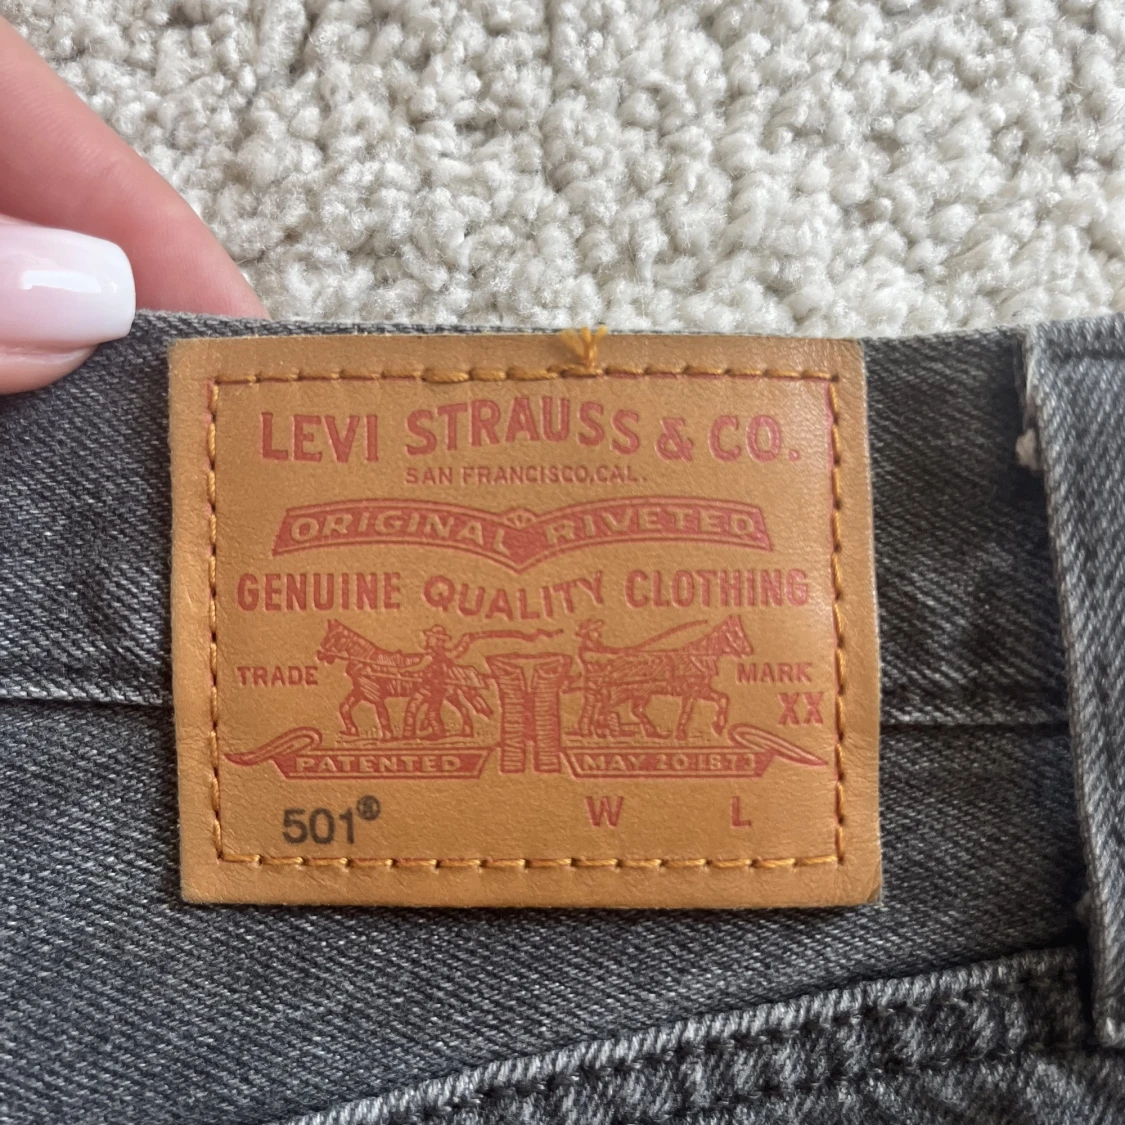 LEVI STRAUSS & CO.
SAN FRANCISCO, CAL.
ORIGINAL RIVETED
GENUINE QUALITY CLOTHING
TRADE MARK
XX
PATENTED MAY 20 1873
501® W L